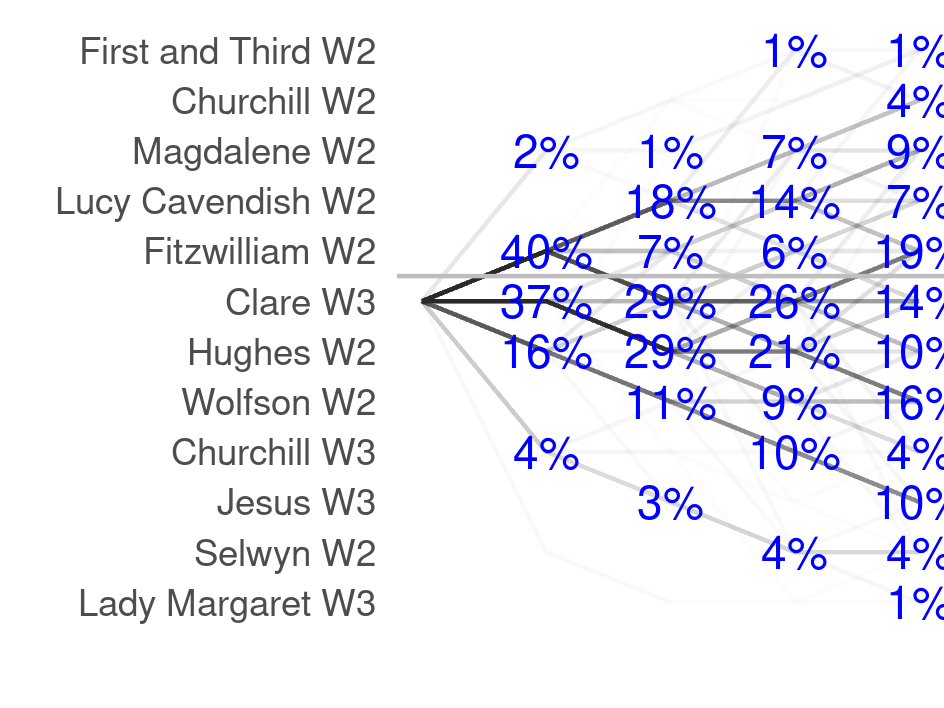 First and Third W2 1% 1%
Churchill W2 4%
Magdalene W2 2% 1% 7% 9%
Lucy Cavendish W2 18% 14% 7%
Fitzwilliam W2 40% 7% 6% 19%
Clare W3 37% 29% 26% 14%
Hughes W2 16% 29% 21% 10%
Wolfson W2 11% 9% 16%
Churchill W3 4% 10% 4%
Jesus W3 3% 10%
Selwyn W2 4% 4%
Lady Margaret W3 1%